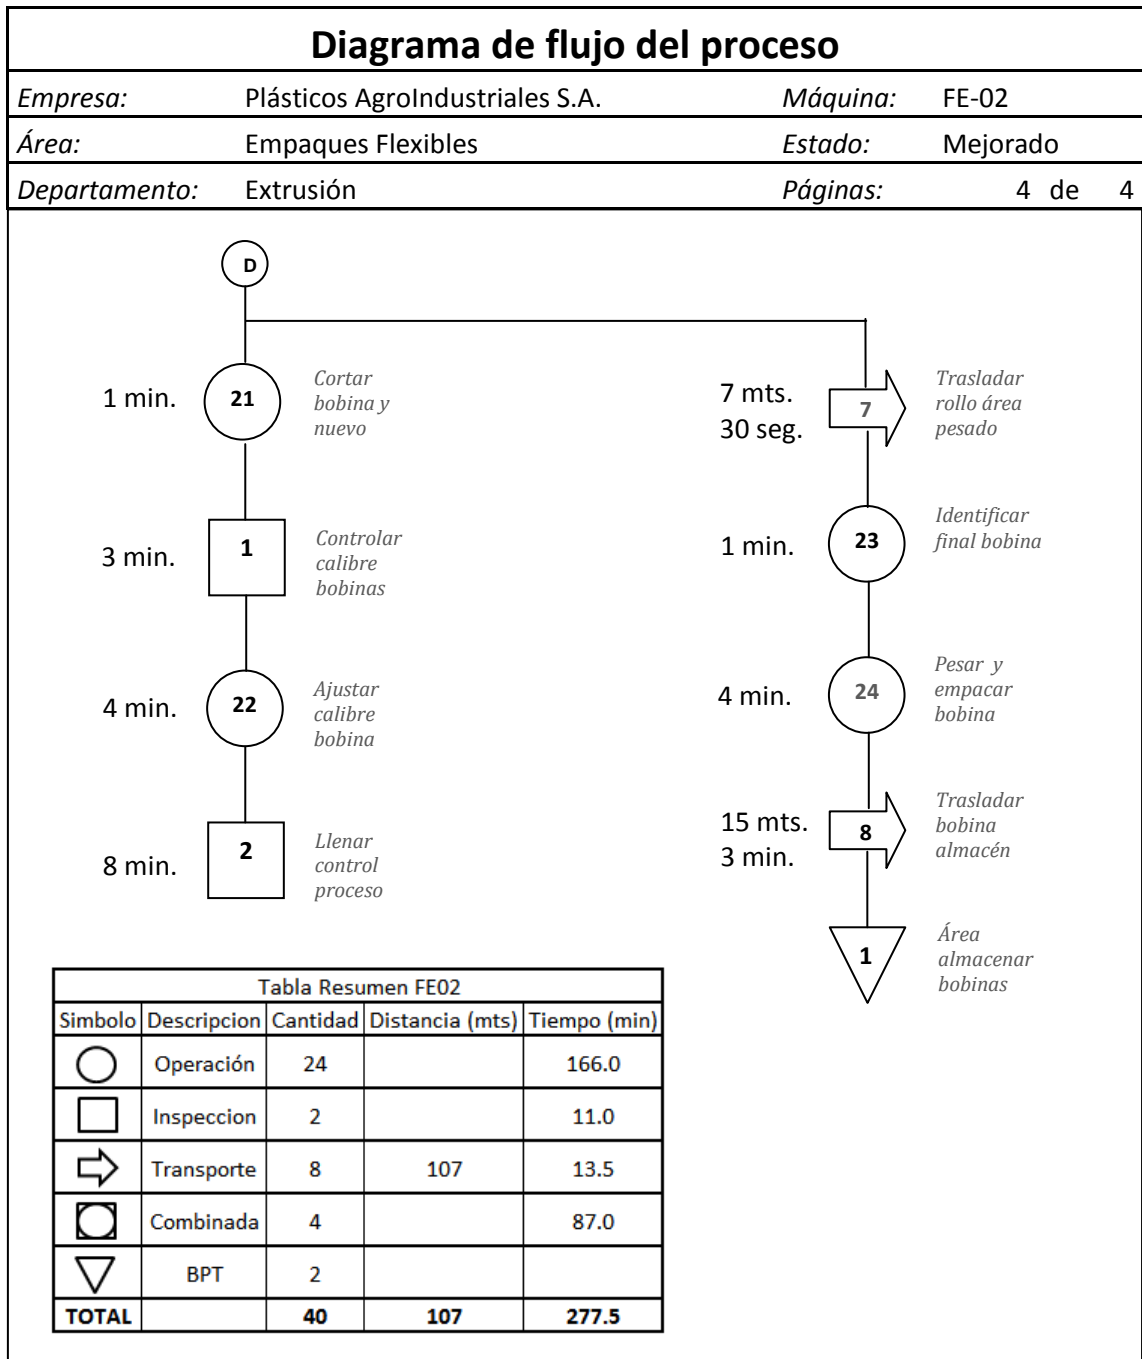 Diagrama de flujo del proceso
Empresa: Plásticos AgroIndustriales S.A. Máquina: FE-02
Área: Empaques Flexibles Estado: Mejorado
Departamento: Extrusión Páginas: 4 de 4
D
1 min.
21
Cortar
bobina y
nuevo
3 min.
1
Controlar
calibre
bobinas
4 min.
22
Ajustar
calibre
bobina
8 min.
2
Llenar
control
proceso
7 mts.
30 seg.
7
Trasladar
rollo área
pesado
1 min.
23
Identificar
final bobina
4 min.
24
Pesar y
empacar
bobina
15 mts.
3 min.
8
Trasladar
bobina
almacén
1
Área
almacenar
bobinas
Tabla Resumen FE02
Simbolo Descripcion Cantidad Distancia (mts) Tiempo (min)
Operación 24 166.0
Inspeccion 2 11.0
Transporte 8 107 13.5
Combinada 4 87.0
BPT 2
TOTAL 40 107 277.5